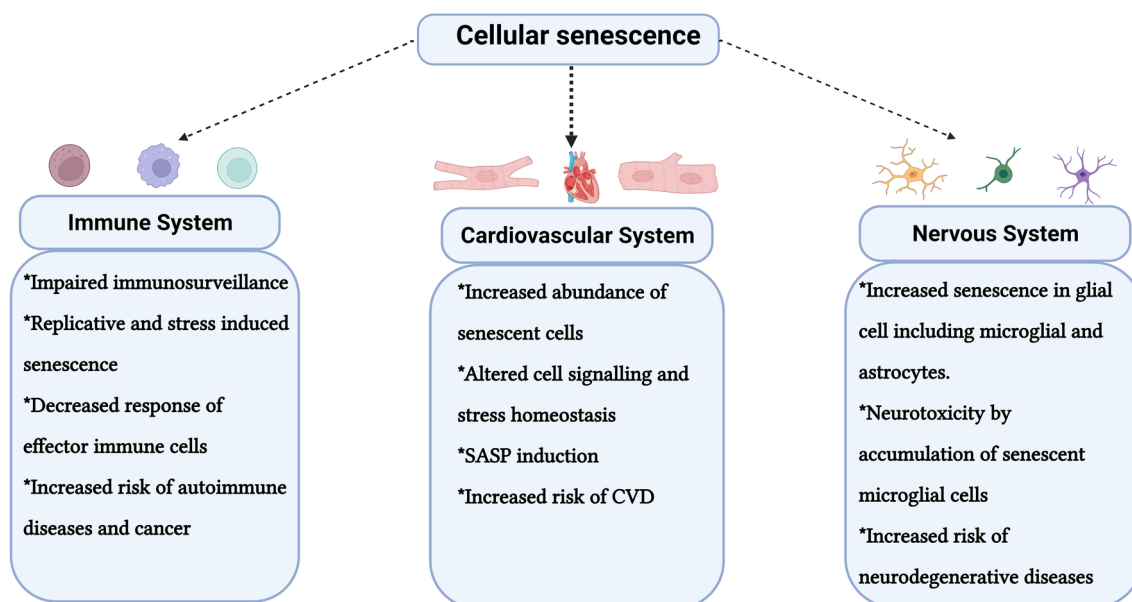 Cellular senescence
Immune System
*Impaired immunosurveillance
*Replicative and stress induced
senescence
*Decreased response of
effector immune cells
*Increased risk of autoimmune
diseases and cancer
Cardiovascular System
*Increased abundance of
senescent cells
*Altered cell signalling and
stress homeostasis
*SASP induction
*Increased risk of CVD
Nervous System
*Increased senescence in glial
cell including microglial and
astrocytes.
*Neurotoxicity by
accumulation of senescent
microglial cells
*Increased risk of
neurodegenerative diseases